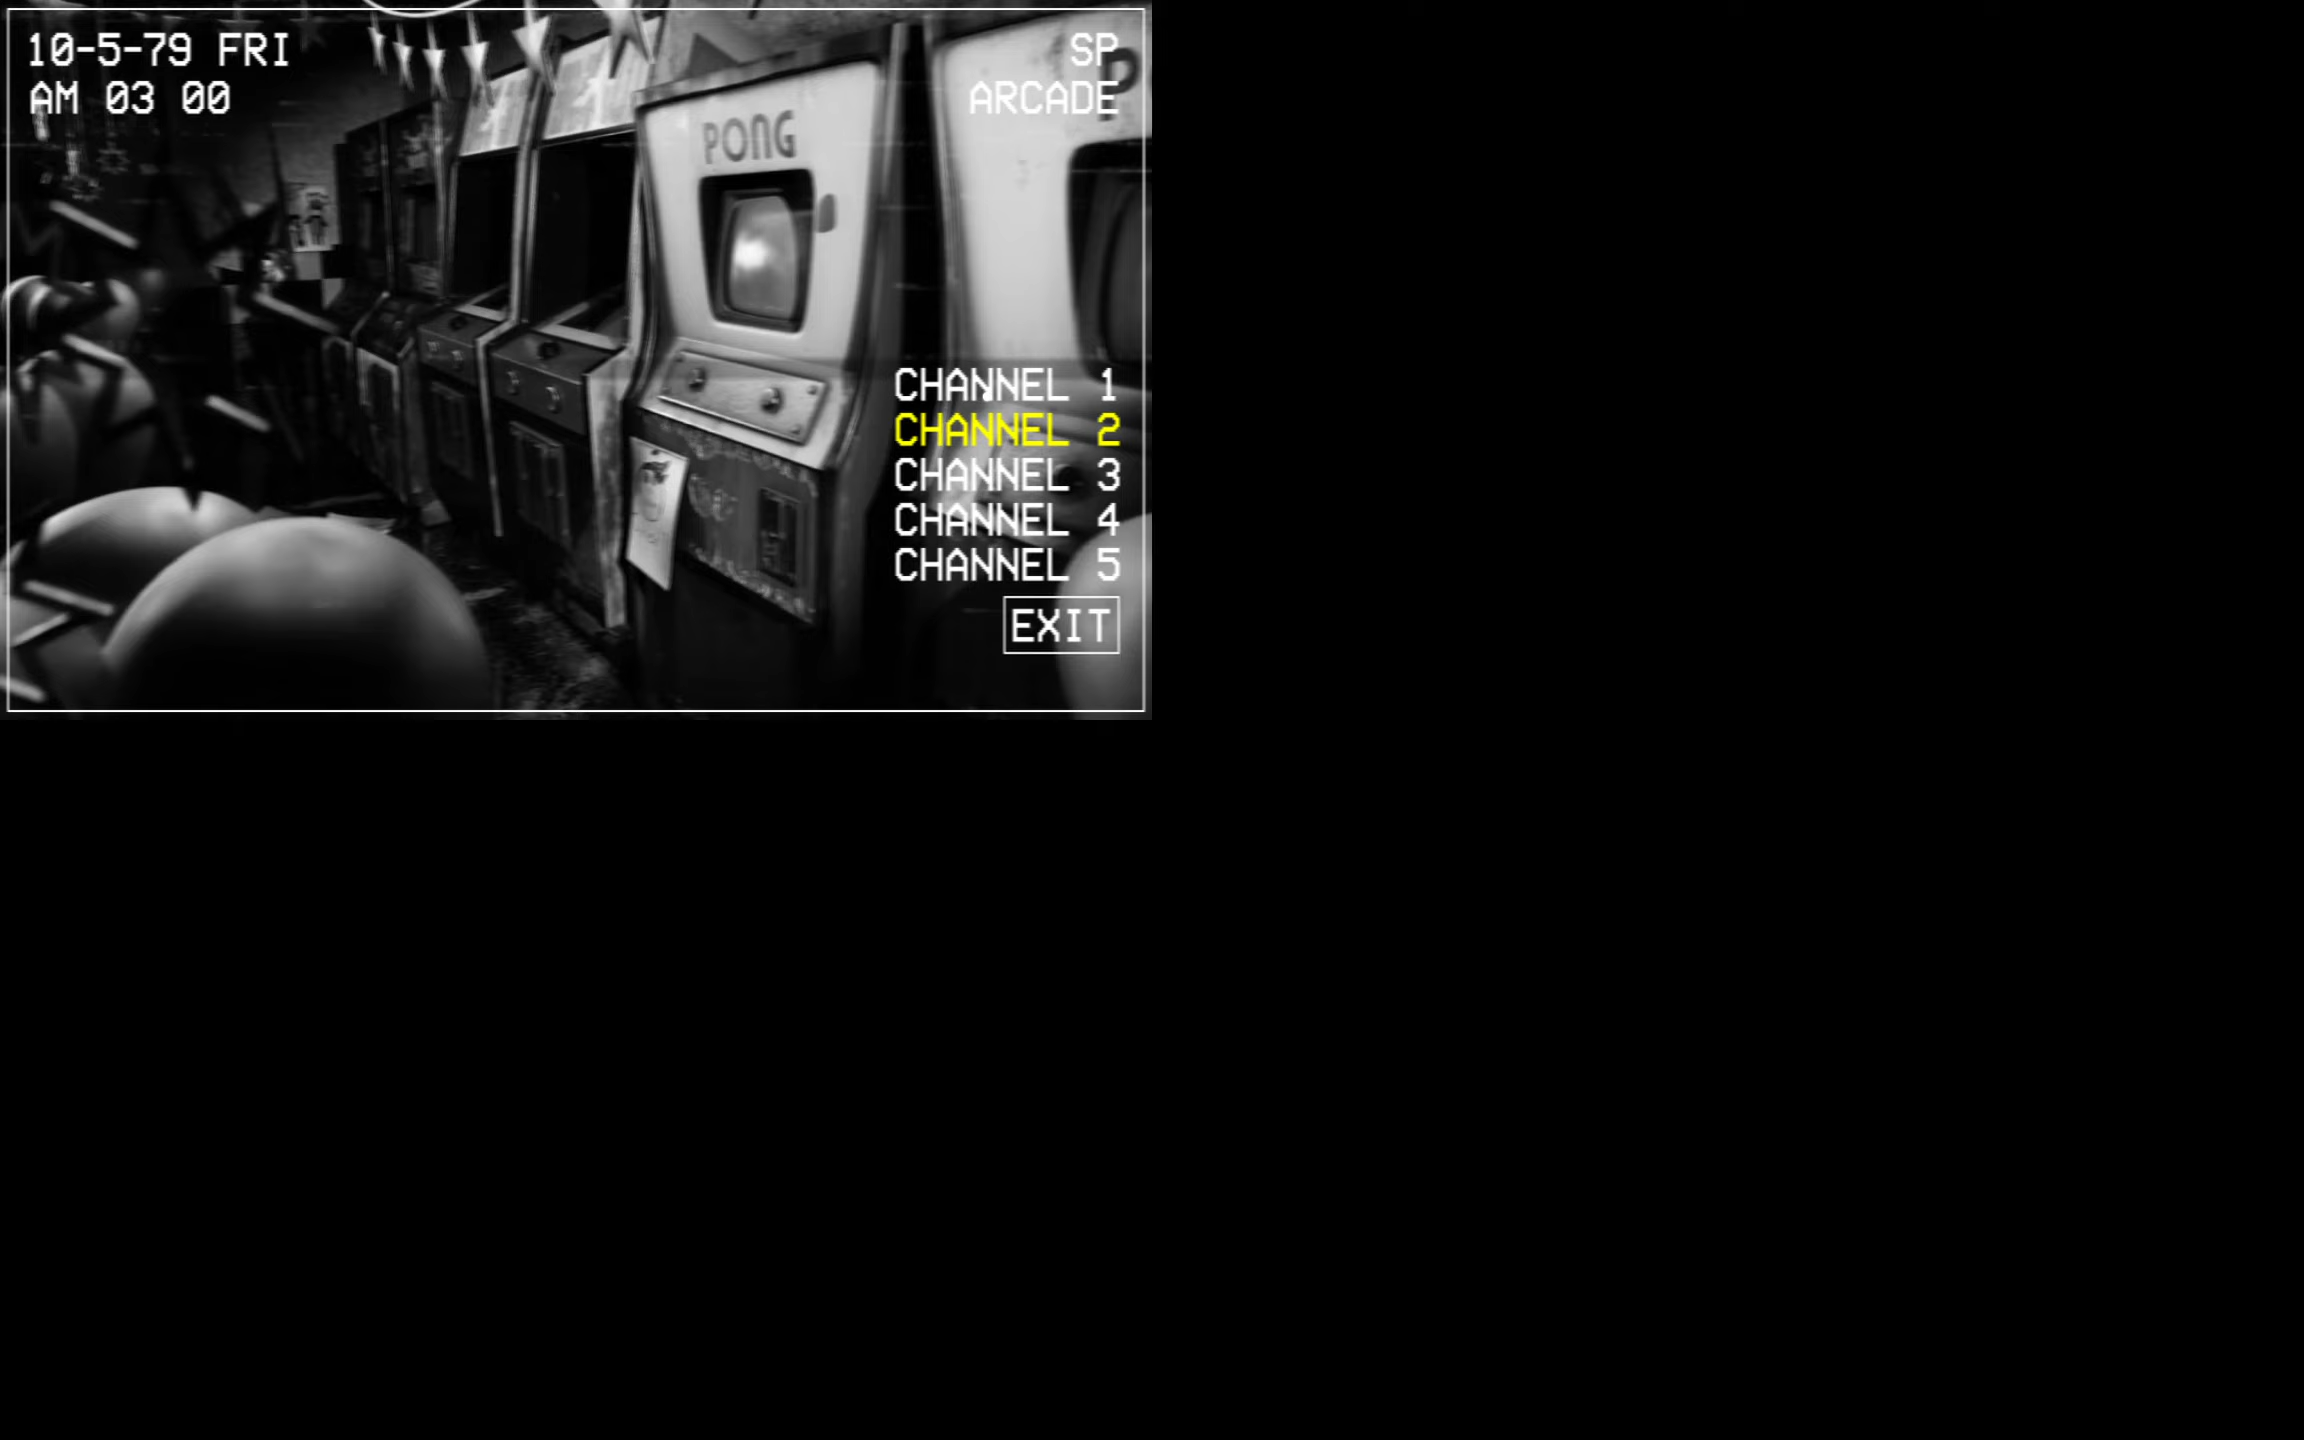 10-5-79 FRI
AM 03 00
SP
ARCADE
PONG
P
CHANNEL 1
CHANNEL 2
CHANNEL 3
CHANNEL 4
CHANNEL 5
EXIT